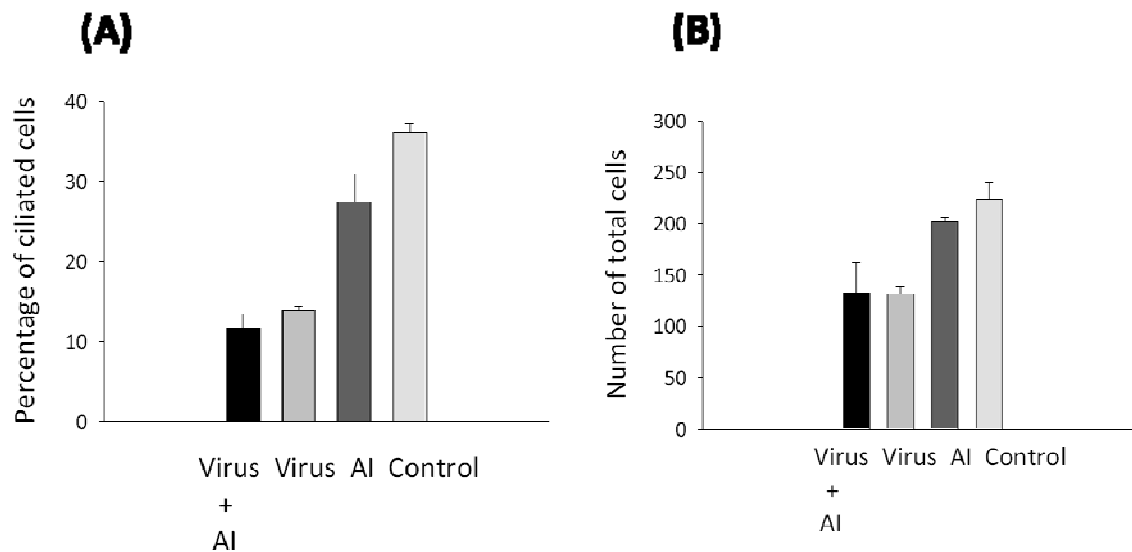 (A)
Percentage of ciliated cells
40
30
20
10
0
Virus Virus AI Control
+
AI
(B)
Number of total cells
300
250
200
150
100
50
0
Virus Virus AI Control
+
AI